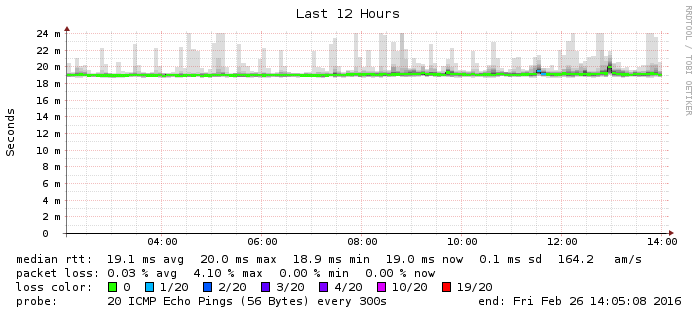 Last 12 Hours
RRDTOOL / TOBI OETIKER
Seconds
24 m
22 m
20 m
18 m
16 m
14 m
12 m
10 m
8 m
6 m
4 m
2 m
0
04:00 06:00 08:00 10:00 12:00 14:00
median rtt: 19.1 ms avg 20.0 ms max 18.9 ms min 19.0 ms now 0.1 ms sd 164.2 am/s
packet loss: 0.03 % avg 4.10 % max 0.00 % min 0.00 % now
loss color: 0 1/20 2/20 3/20 4/20 10/20 19/20
probe: 20 ICMP Echo Pings (56 Bytes) every 300s end: Fri Feb 26 14:05:08 2016